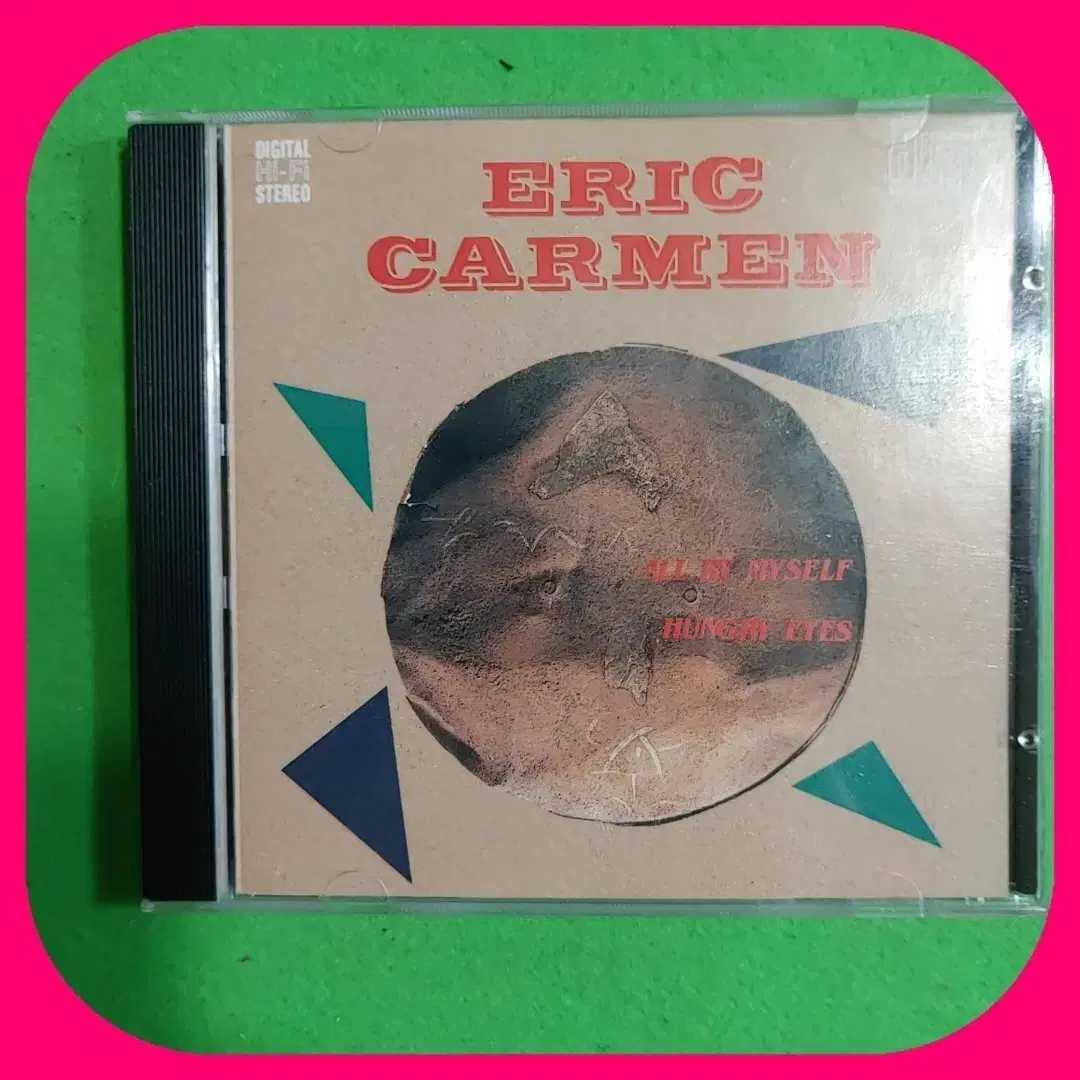 DIGITAL
Hi-Fi
STEREO
ERIC
CARMEN
ALL BY MYSELF
HUNGRY EYES